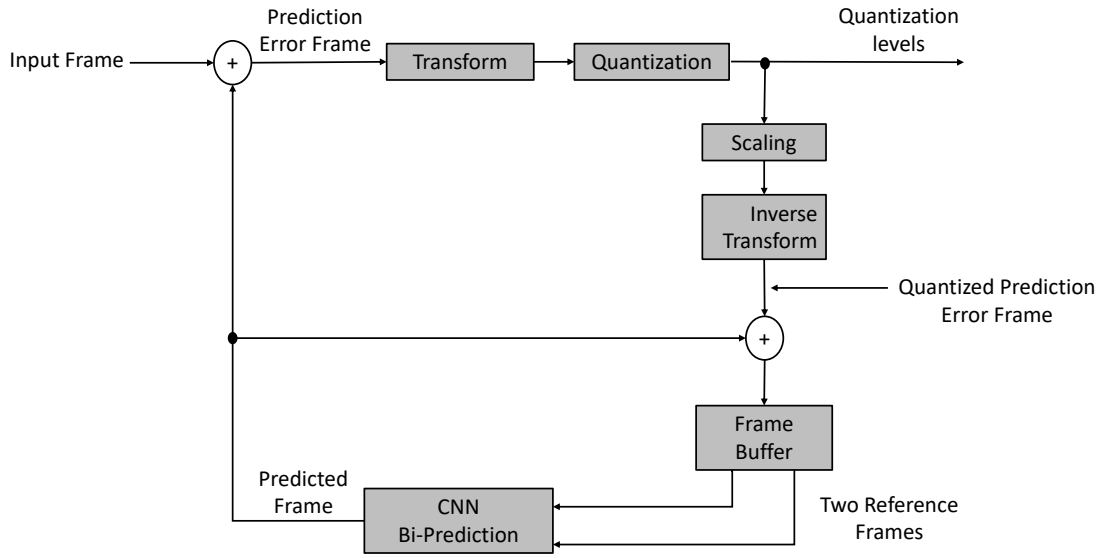 Prediction
Error Frame
Quantization
levels
Input Frame
+
Transform
Quantization
Scaling
Inverse
Transform
Quantized Prediction
Error Frame
+
Frame
Buffer
Predicted
Frame
CNN
Bi-Prediction
Two Reference
Frames